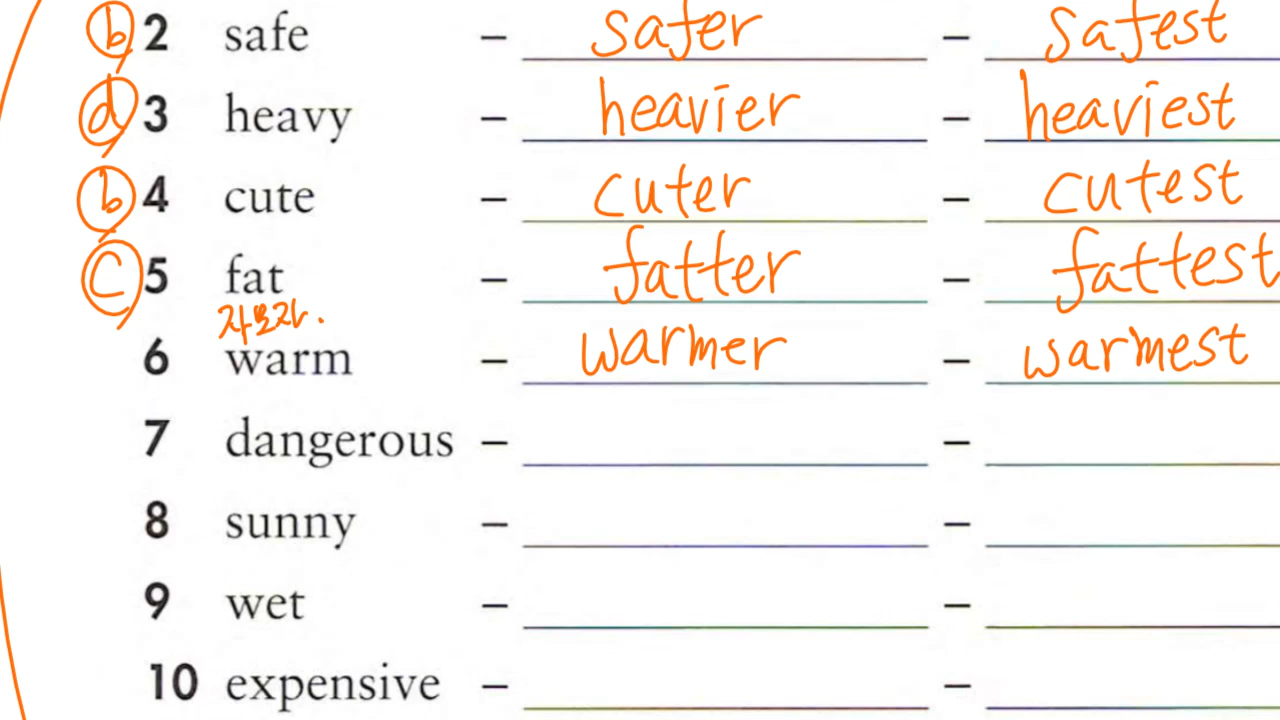 b 2 safe – safer – safest
d 3 heavy – heavier – heaviest
b 4 cute – cuter – cutest
c 5 fat – fatter – fattest
자모자.
6 warm – warmer – warmest
7 dangerous – –
8 sunny – –
9 wet – –
10 expensive – –